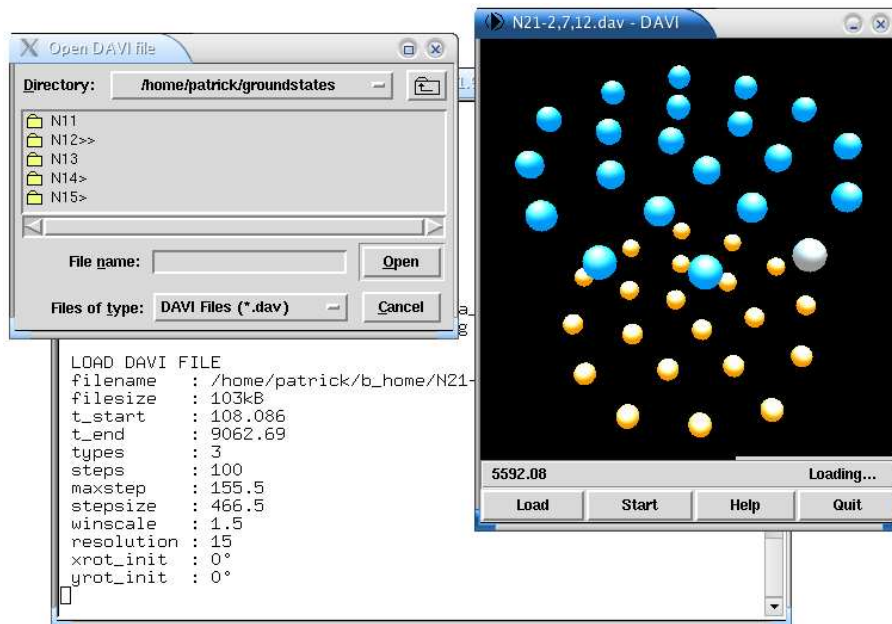 Open DAVI file
Directory: /home/patrick/groundstates
N11
N12>>
N13
N14>
N15>
File name: Open
Files of type: DAVI Files (*.dav) Cancel
N21-2,7,12.dav - DAVI
5592.08 Loading...
Load Start Help Quit
LOAD DAVI FILE
filename : /home/patrick/b_home/N21-
filesize : 103kB
t_start : 108.086
t_end : 9062.69
types : 3
steps : 100
maxstep : 155.5
stepsize : 466.5
winscale : 1.5
resolution : 15
xrot_init : 0°
yrot_init : 0°